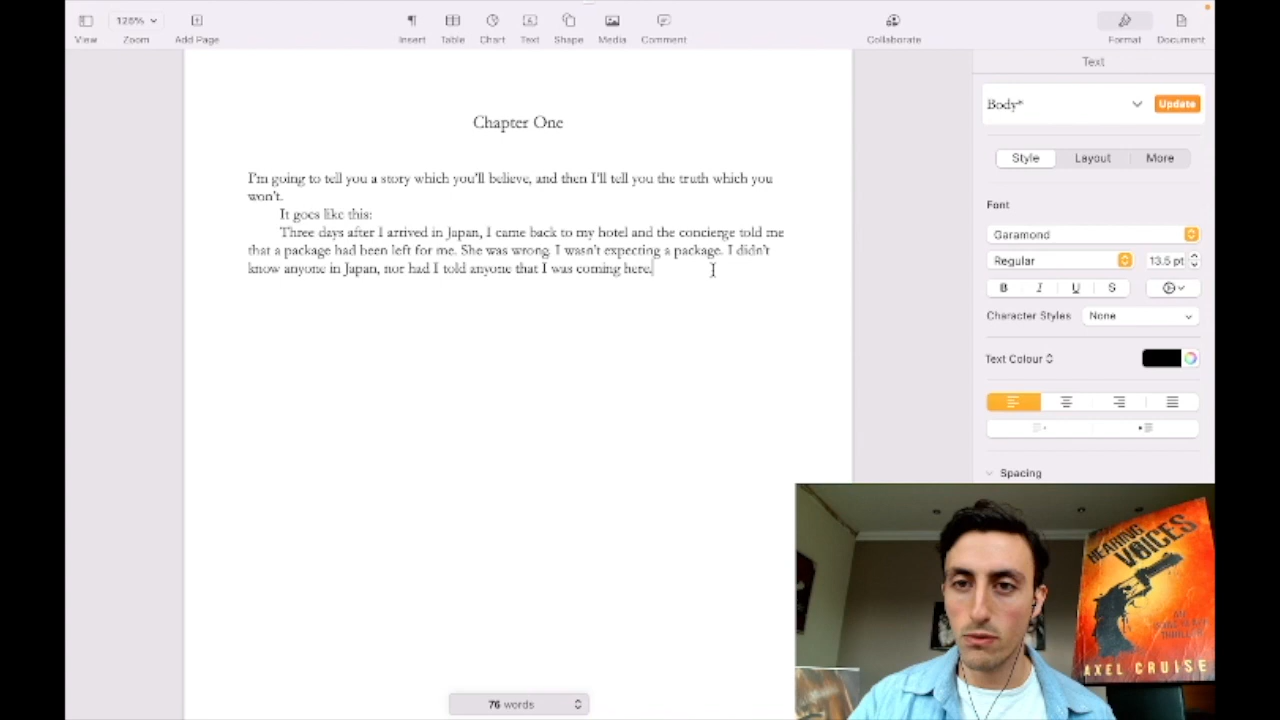 126%
View
Zoom
Add Page
Insert
Table
Chart
Text
Shape
Media
Comment
Collaborate
Format
Document
Text
Body*
Update
Style
Layout
More
Font
Garamond
Regular
13.5 pt
B I U S
Character Styles
None
Text Colour
Spacing
Chapter One
I'm going to tell you a story which you'll believe, and then I'll tell you the truth which you
won't.
It goes like this:
Three days after I arrived in Japan, I came back to my hotel and the concierge told me
that a package had been left for me. She was wrong. I wasn't expecting a package. I didn't
know anyone in Japan, nor had I told anyone that I was coming here.
76 words
HEARING
VOICES
AN
THRILLER
AXEL CRUISE